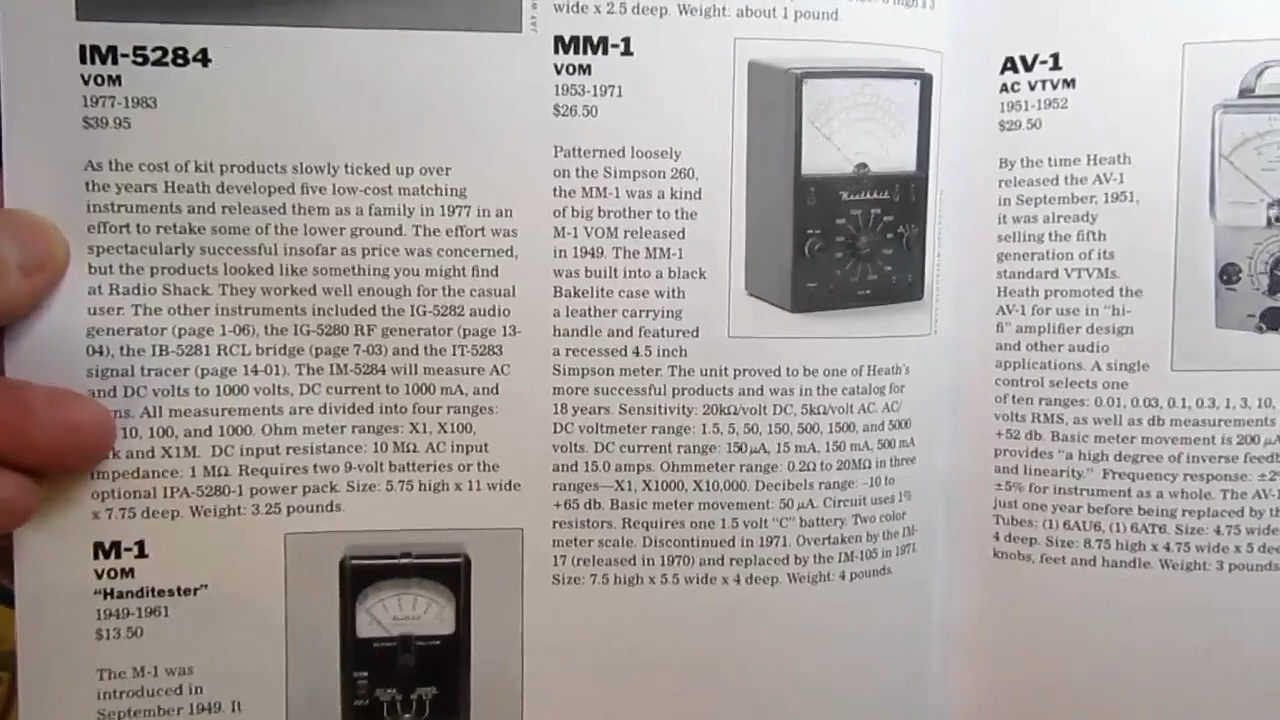 IM-5284
VOM
1977-1983
$39.95
As the cost of kit products slowly ticked up over
the years Heath developed five low-cost matching
instruments and released them as a family in 1977 in an
effort to retake some of the lower ground. The effort was
spectacularly successful insofar as price was concerned,
but the products looked like something you might find
at Radio Shack. They worked well enough for the casual
user. The other instruments included the IG-5282 audio
generator (page 1-06), the IG-5280 RF generator (page 13-
04), the IB-5281 RCL bridge (page 7-03) and the IT-5283
signal tracer (page 14-01). The IM-5284 will measure AC
and DC volts to 1000 volts, DC current to 1000 mA, and
All measurements are divided into four ranges:
10, 100, and 1000. Ohm meter ranges: X1, X100,
and X1M. DC input resistance: 10 MΩ. AC input
impedance: 1 MΩ. Requires two 9-volt batteries or the
optional IPA-5280-1 power pack. Size: 5.75 high x 11 wide
x 7.75 deep. Weight: 3.25 pounds.
M-1
VOM
"Handitester"
1949-1961
$13.50
The M-1 was
introduced in
September 1949. It
wide x 2.5 deep. Weight: about 1 pound.
MM-1
VOM
1953-1971
$26.50
Patterned loosely
on the Simpson 260,
the MM-1 was a kind
of big brother to the
M-1 VOM released
in 1949. The MM-1
was built into a black
Bakelite case with
a leather carrying
handle and featured
a recessed 4.5 inch
Simpson meter. The unit proved to be one of Heath's
more successful products and was in the catalog for
18 years. Sensitivity: 20kΩ/volt DC, 5kΩ/volt AC. AC/
DC voltmeter range: 1.5, 5, 50, 150, 500, 1500, and 5000
volts. DC current range: 150 μA, 15 mA, 150 mA, 500 mA
and 15.0 amps. Ohmmeter range: 0.2Ω to 20MΩ in three
ranges—X1, X1000, X10,000. Decibels range: -10 to
+65 db. Basic meter movement: 50 μA. Circuit uses 1%
resistors. Requires one 1.5 volt "C" battery. Two color
meter scale. Discontinued in 1971. Overtaken by the IM-
17 (released in 1970) and replaced by the IM-105 in 1971.
Size: 7.5 high x 5.5 wide x 4 deep. Weight: 4 pounds.
Heathkit
AV-1
AC VTVM
1951-1952
$29.50
By the time Heath
released the AV-1
in September, 1951,
it was already
selling the fifth
generation of its
standard VTVMs.
Heath promoted the
AV-1 for use in "hi-
fi" amplifier design
and other audio
applications. A single
control selects one
of ten ranges: 0.01, 0.03, 0.1, 0.3, 1, 3, 10,
volts RMS, as well as db measurements
+52 db. Basic meter movement is 200 μA
provides "a high degree of inverse feedb
and linearity." Frequency response: ±2
±5% for instrument as a whole. The AV-1
just one year before being replaced by th
Tubes: (1) 6AU6, (1) 6AT6. Size: 4.75 wide
4 deep. Size: 8.75 high x 4.75 wide x 5 dee
knobs, feet and handle. Weight: 3 pounds